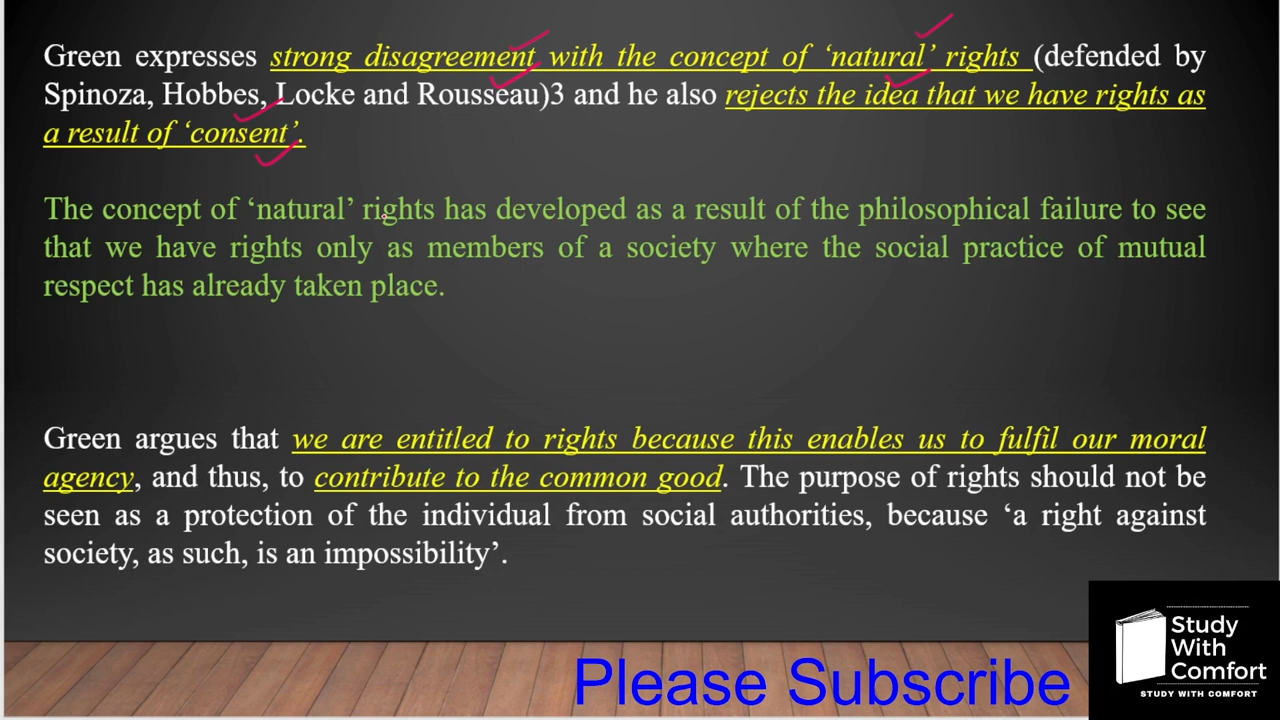 Green expresses strong disagreement with the concept of ‘natural’ rights (defended by
Spinoza, Hobbes, Locke and Rousseau)3 and he also rejects the idea that we have rights as
a result of ‘consent’.
The concept of ‘natural’ rights has developed as a result of the philosophical failure to see
that we have rights only as members of a society where the social practice of mutual
respect has already taken place.
Green argues that we are entitled to rights because this enables us to fulfil our moral
agency, and thus, to contribute to the common good. The purpose of rights should not be
seen as a protection of the individual from social authorities, because ‘a right against
society, as such, is an impossibility’.
Please Subscribe
Study
With
Comfort
STUDY WITH COMFORT